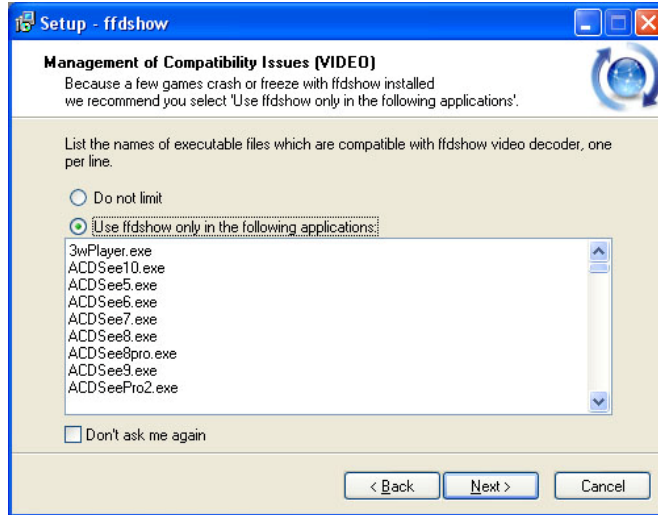 Setup - ffdshow
Management of Compatibility Issues (VIDEO)
Because a few games crash or freeze with ffdshow installed
we recommend you select 'Use ffdshow only in the following applications'.
List the names of executable files which are compatible with ffdshow video decoder, one
per line.
Do not limit
Use ffdshow only in the following applications:
3wPlayer.exe
ACDSee10.exe
ACDSee5.exe
ACDSee6.exe
ACDSee7.exe
ACDSee8.exe
ACDSee8pro.exe
ACDSee9.exe
ACDSeePro2.exe
Don't ask me again
< Back Next > Cancel